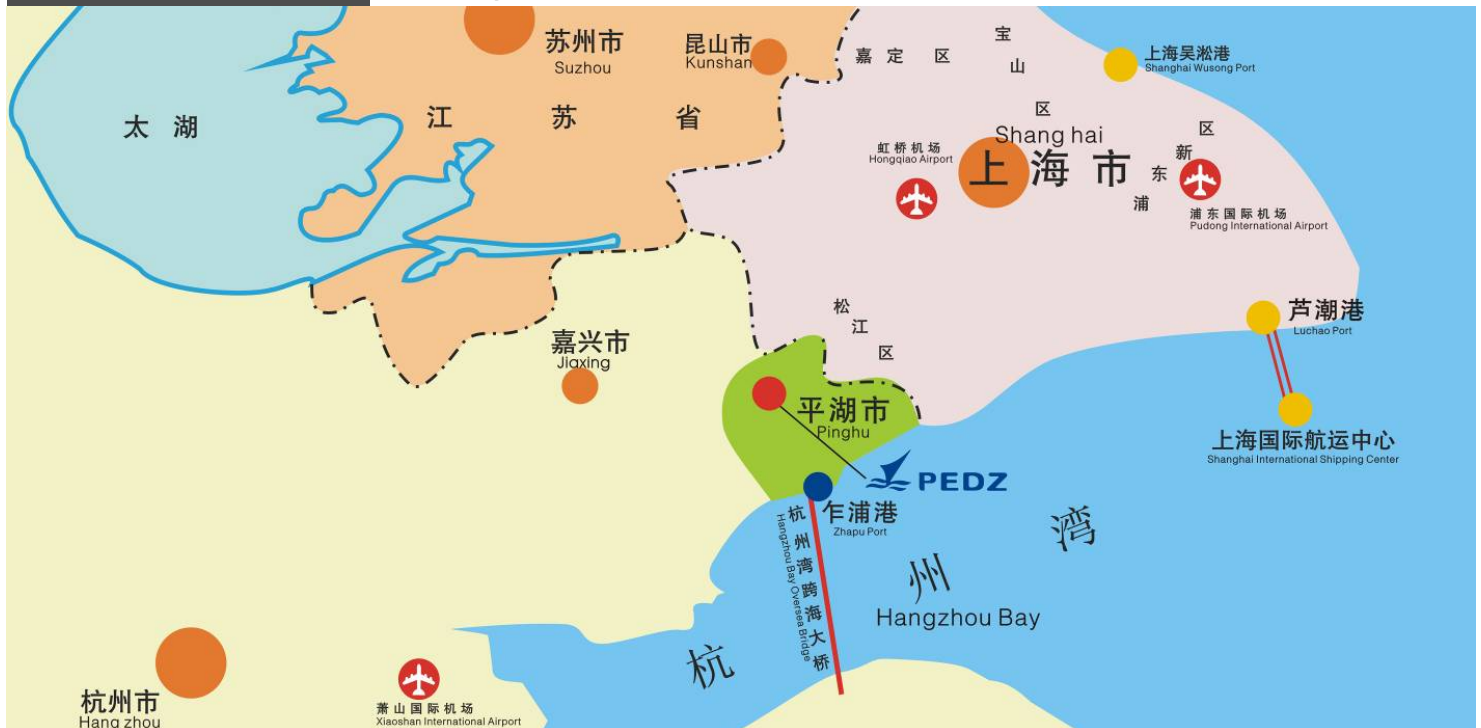 苏州市
Suzhou
昆山市
Kunshan
嘉定区
宝山区
上海吴淞港
Shanghai Wusong Port
太湖
江苏省
Shang hai
上海市
虹桥机场
Hongqiao Airport
浦东新区
浦东国际机场
Pudong International Airport
松江区
芦潮港
Luchao Port
嘉兴市
Jiaxing
平湖市
Pinghu
上海国际航运中心
Shanghai International Shipping Center
PEDZ
乍浦港
Zhapu Port
杭州湾跨海大桥
Hangzhou Bay Oversea Bridge
杭州湾
Hangzhou Bay
杭州市
Hang zhou
萧山国际机场
Xiaoshan International Airport